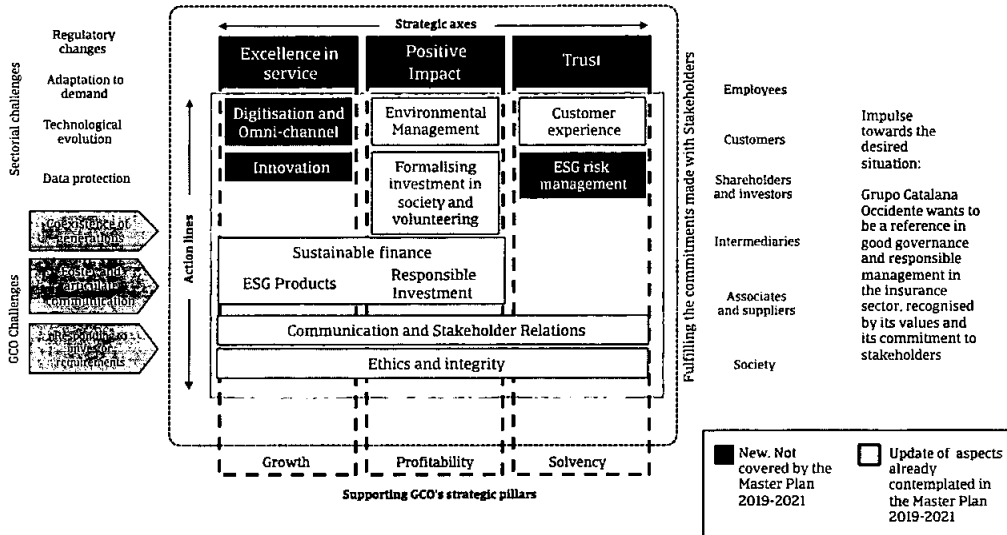 Sectorial challenges
Regulatory
changes
Adaptation to
demand
Technological
evolution
Data protection
GCO Challenges
Coexistence of
generations
communication
requirements
Strategic axes
Excellence in
service
Positive
Impact
Trust
Action lines
Digitisation and
Omni-channel
Environmental
Management
Customer
experience
Innovation
Formalising
investment in
society and
volunteering
ESG risk
management
Sustainable finance
ESG Products
Responsible
Investment
Communication and Stakeholder Relations
Ethics and integrity
Growth
Profitability
Solvency
Supporting GCO's strategic pillars
Fulfilling the commitments made with Stakeholders
Employees
Customers
Shareholders
and investors
Intermediaries
Associates
and suppliers
Society
Impulse
towards the
desired
situation:
Grupo Catalana
Occidente wants to
be a reference in
good governance
and responsible
management in
the insurance
sector, recognised
by its values and
its commitment to
stakeholders
New. Not
covered by the
Master Plan
2019-2021
Update of aspects
already
contemplated in
the Master Plan
2019-2021